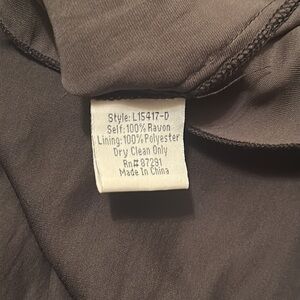 Style: L15417-D
Self: 100% Rayon
Lining: 100% Polyester
Dry Clean Only
Rn# 87291
Made In China